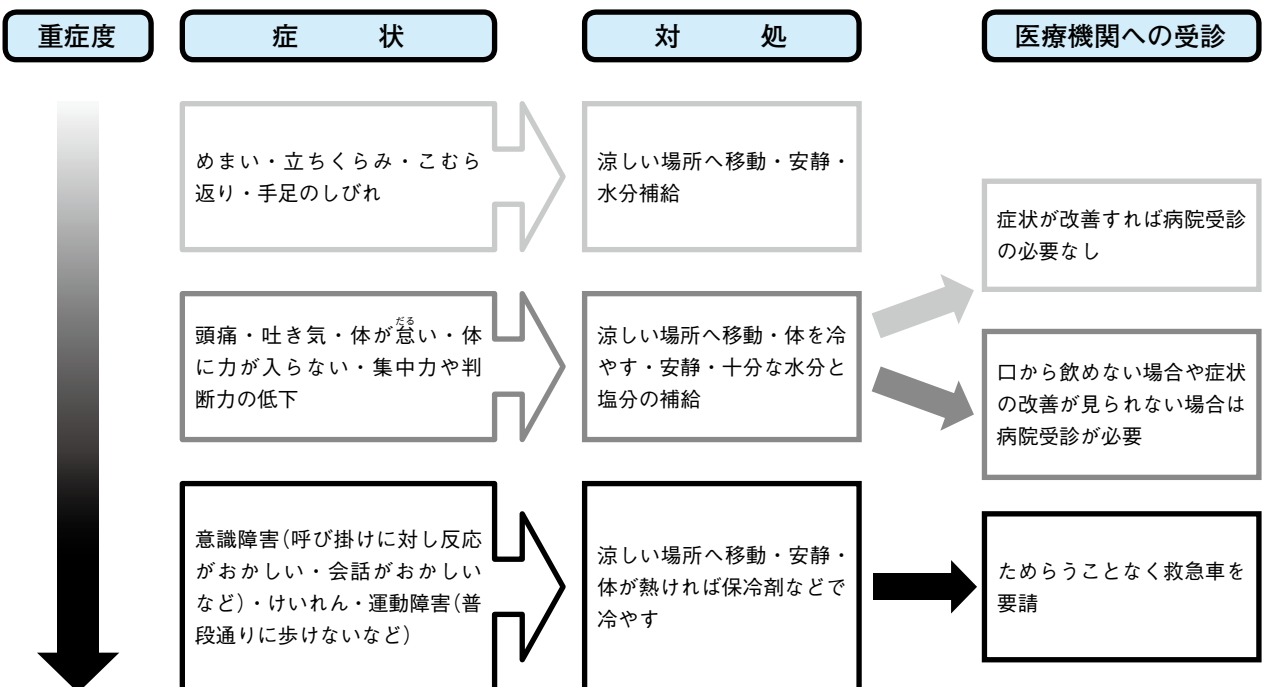 重症度
症状
対処
医療機関への受診
めまい・立ちくらみ・こむら
返り・手足のしびれ
涼しい場所へ移動・安静・
水分補給
症状が改善すれば病院受診
の必要なし
頭痛・吐き気・体が怠い・体
だる
に力が入らない・集中力や判
断力の低下
涼しい場所へ移動・体を冷
やす・安静・十分な水分と
塩分の補給
口から飲めない場合や症状
の改善が見られない場合は
病院受診が必要
意識障害(呼び掛けに対し反応
がおかしい・会話がおかしい
など)・けいれん・運動障害(普
段通りに歩けないなど)
涼しい場所へ移動・安静・
体が熱ければ保冷剤などで
冷やす
ためらうことなく救急車を
要請